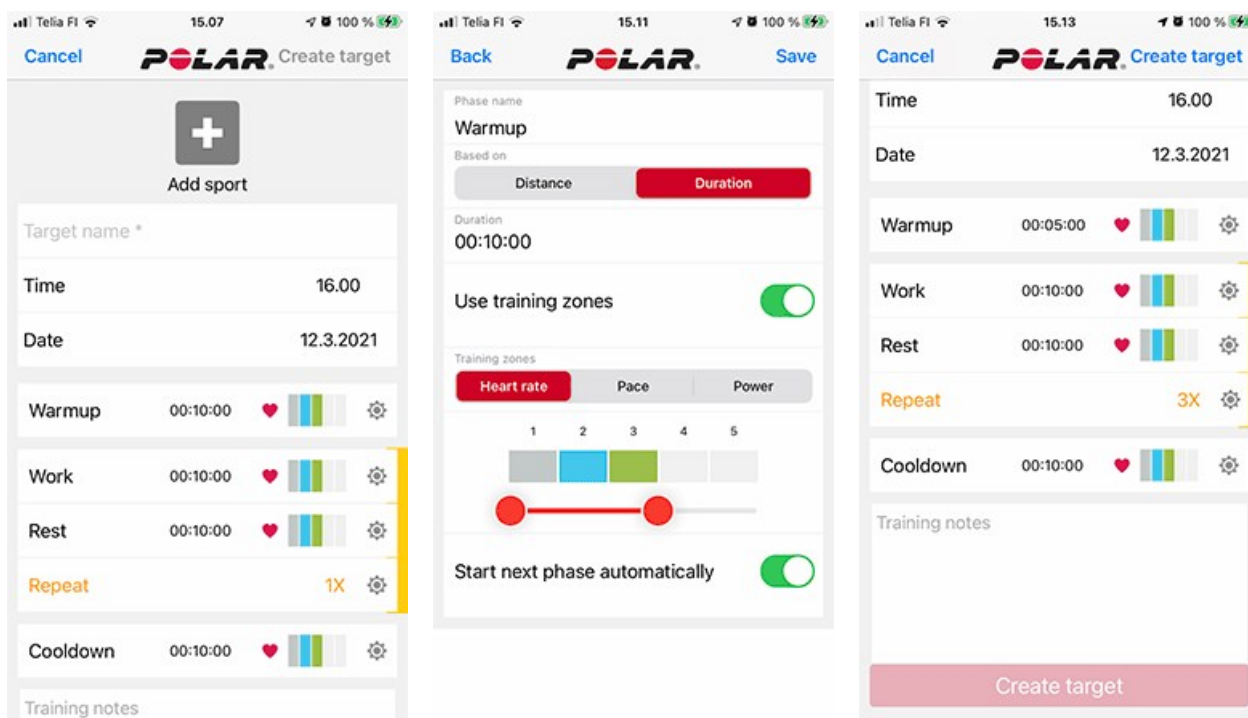 Telia FI 15.07 100 %
Cancel POLAR Create target
Add sport
Target name *
Time 16.00
Date 12.3.2021
Warmup 00:10:00
Work 00:10:00
Rest 00:10:00
Repeat 1X
Cooldown 00:10:00
Training notes
Telia FI 15.11 100 %
Back POLAR Save
Phase name
Warmup
Based on
Distance Duration
Duration
00:10:00
Use training zones
Training zones
Heart rate Pace Power
1 2 3 4 5
Start next phase automatically
Telia FI 15.13 100 %
Cancel POLAR Create target
Time 16.00
Date 12.3.2021
Warmup 00:05:00
Work 00:10:00
Rest 00:10:00
Repeat 3X
Cooldown 00:10:00
Training notes
Create target